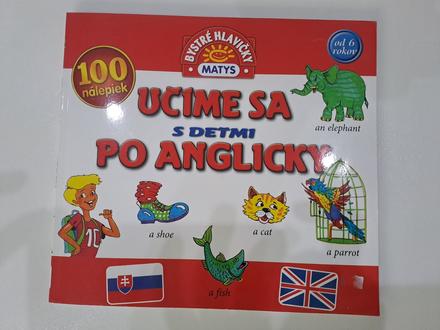 BYSTRÉ HLAVIČKY
MATYS
100
nálepiek
od 6
rokov
UČÍME SA
S DEŤMI
PO ANGLICKY
an elephant
a shoe
a cat
a parrot
a fish
10